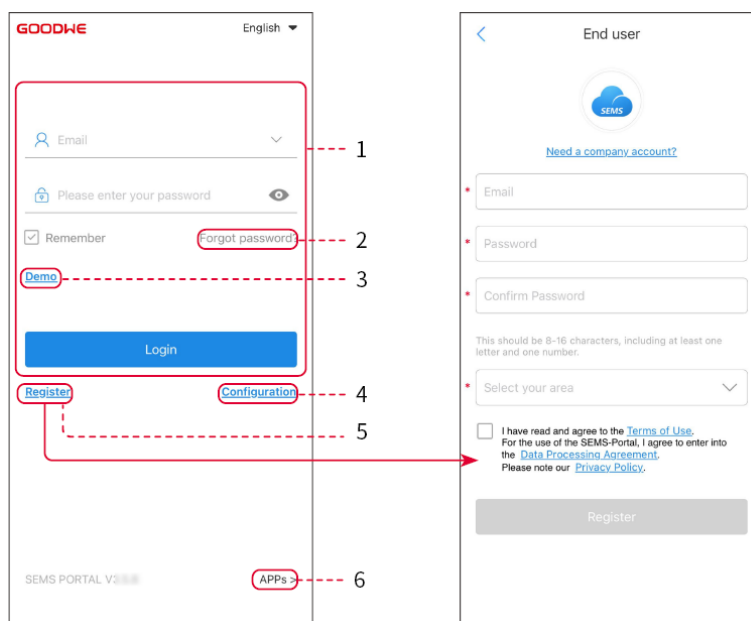 GOODWE
English
Email
1
Please enter your password
Remember
Forgot password?
2
Demo
3
Login
Register
Configuration
4
5
SEMS PORTAL
APPs >
6
End user
SEMS
Need a company account?
* Email
* Password
* Confirm Password
This should be 8-16 characters, including at least one
letter and one number.
* Select your area
I have read and agree to the Terms of Use.
For the use of the SEMS-Portal, I agree to enter into
the Data Processing Agreement.
Please note our Privacy Policy.
Register